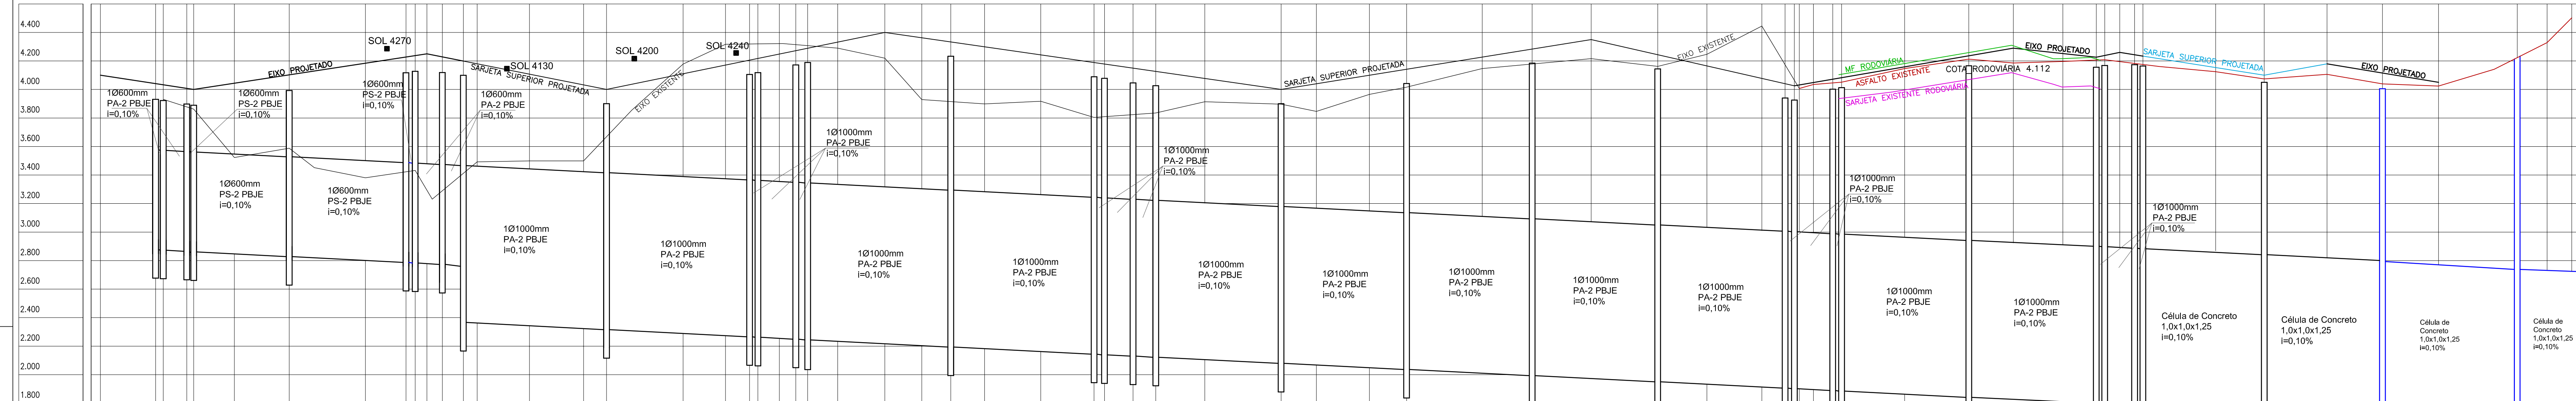 4.400
4.200
4.000
3.800
3.600
3.400
3.200
3.000
2.800
2.600
2.400
2.200
2.000
1.800
1Ø600mm
PA-2 PBJE
i=0,10%
1Ø600mm
PS-2 PBJE
i=0,10%
EIXO PROJETADO
SOL 4270
1Ø600mm
PS-2 PBJE
i=0,10%
1Ø600mm
PS-2 PBJE
i=0,10%
1Ø600mm
PS-2 PBJE
i=0,10%
SARJETA SUPERIOR PROJETADA
SOL 4130
1Ø600mm
PA-2 PBJE
i=0,10%
1Ø1000mm
PA-2 PBJE
i=0,10%
SOL 4200
EIXO EXISTENTE
SOL 4240
1Ø1000mm
PA-2 PBJE
i=0,10%
1Ø1000mm
PA-2 PBJE
i=0,10%
1Ø1000mm
PA-2 PBJE
i=0,10%
1Ø1000mm
PA-2 PBJE
i=0,10%
1Ø1000mm
PA-2 PBJE
i=0,10%
1Ø1000mm
PA-2 PBJE
i=0,10%
SARJETA SUPERIOR PROJETADA
1Ø1000mm
PA-2 PBJE
i=0,10%
1Ø1000mm
PA-2 PBJE
i=0,10%
1Ø1000mm
PA-2 PBJE
i=0,10%
EIXO EXISTENTE
1Ø1000mm
PA-2 PBJE
i=0,10%
MF RODOVIÁRIA
ASFALTO EXISTENTE
SARJETA EXISTENTE RODOVIÁRIA
COTA RODOVIÁRIA 4.112
EIXO PROJETADO
1Ø1000mm
PA-2 PBJE
i=0,10%
1Ø1000mm
PA-2 PBJE
i=0,10%
1Ø1000mm
PA-2 PBJE
i=0,10%
SARJETA SUPERIOR PROJETADA
1Ø1000mm
PA-2 PBJE
i=0,10%
Célula de Concreto
1,0x1,0x1,25
i=0,10%
Célula de Concreto
1,0x1,0x1,25
i=0,10%
EIXO PROJETADO
Célula de
Concreto
1,0x1,0x1,25
i=0,10%
Célula de
Concreto
1,0x1,0x1,25
i=0,10%